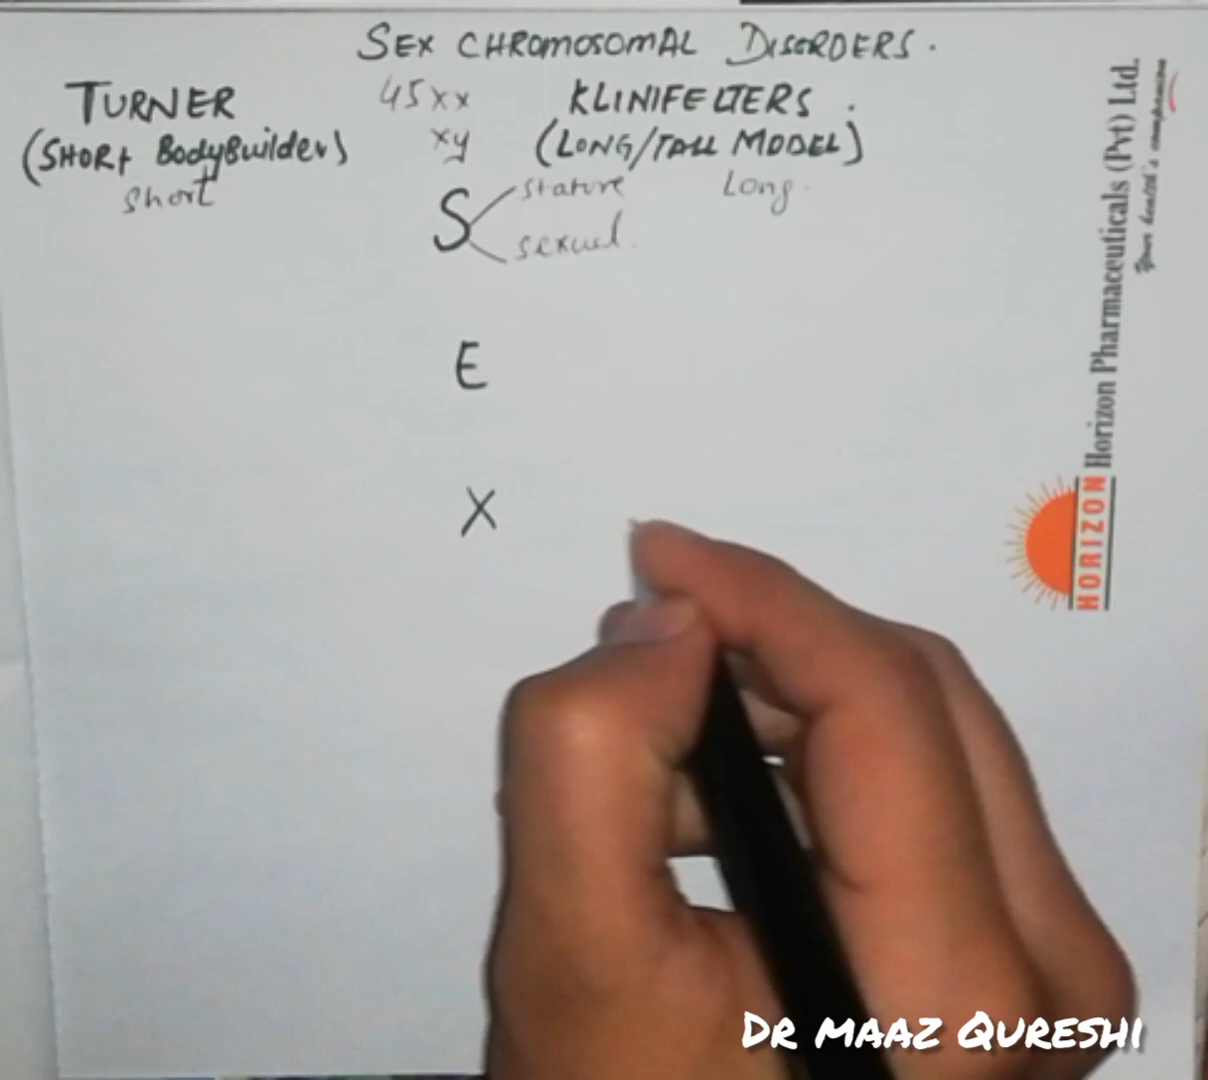 SEX CHROMOSOMAL DISORDERS.
TURNER 45xx KLINIFELTERS.
(SHORT BodyBuilder) xy (LONG/TALL MODEL)
short S stature Long.
sexual.
E
X
HORIZON Horizon Pharmaceuticals (Pvt) Ltd.
DR MAAZ QURESHI